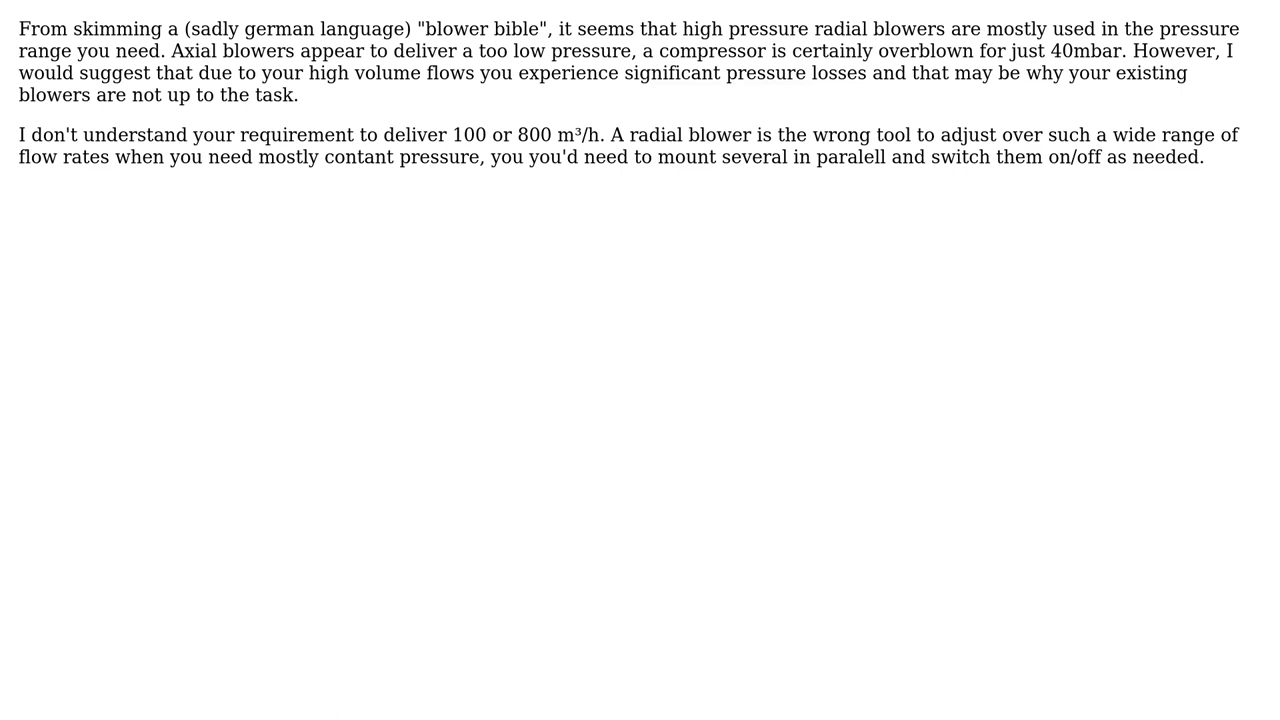 From skimming a (sadly german language) "blower bible", it seems that high pressure radial blowers are mostly used in the pressure
range you need. Axial blowers appear to deliver a too low pressure, a compressor is certainly overblown for just 40mbar. However, I
would suggest that due to your high volume flows you experience significant pressure losses and that may be why your existing
blowers are not up to the task.
I don't understand your requirement to deliver 100 or 800 m³/h. A radial blower is the wrong tool to adjust over such a wide range of
flow rates when you need mostly contant pressure, you you'd need to mount several in paralell and switch them on/off as needed.